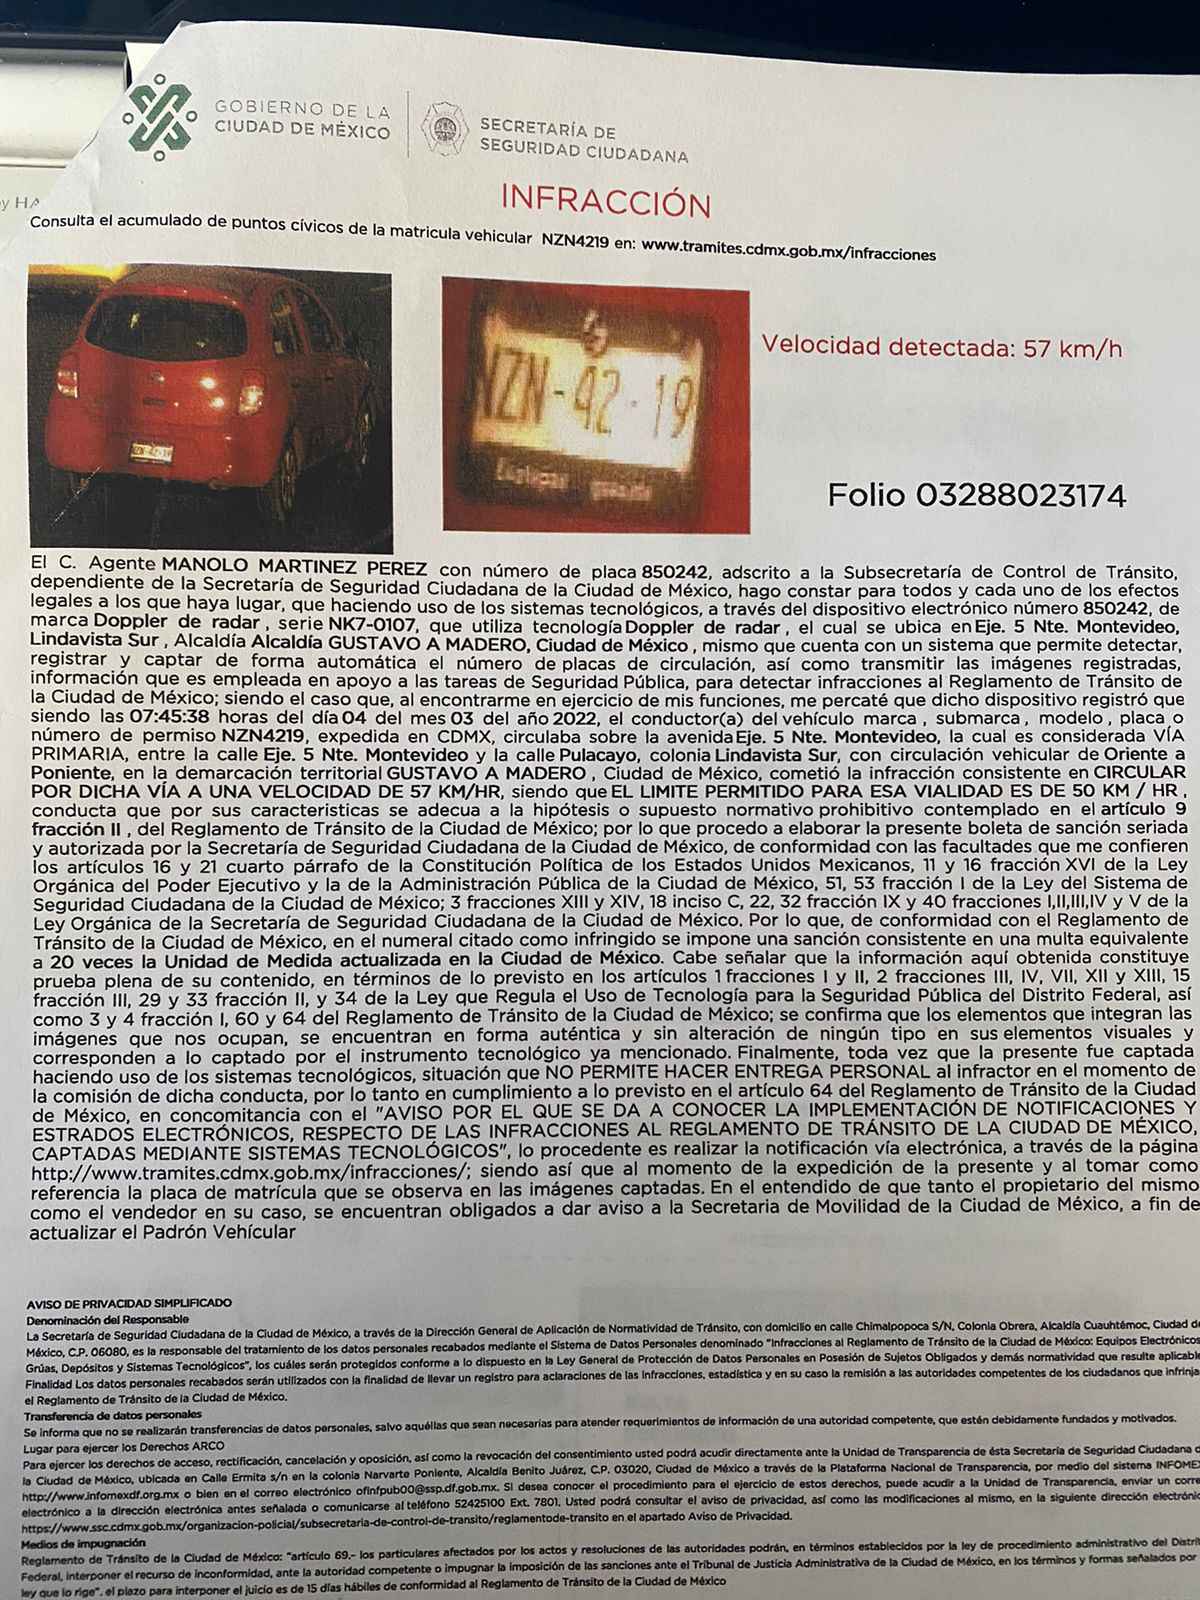 GOBIERNO DE LA
CIUDAD DE MÉXICO
SECRETARÍA DE
SEGURIDAD CIUDADANA
INFRACCIÓN
Consulta el acumulado de puntos cívicos de la matricula vehicular NZN4219 en: www.tramites.cdmx.gob.mx/infracciones
NZN-42-19
Velocidad detectada: 57 km/h
Folio 03288023174
El C. Agente MANOLO MARTINEZ PEREZ con número de placa 850242, adscrito a la Subsecretaría de Control de Tránsito,
dependiente de la Secretaría de Seguridad Ciudadana de la Ciudad de México, hago constar para todos y cada uno de los efectos
legales a los que haya lugar, que haciendo uso de los sistemas tecnológicos, a través del dispositivo electrónico número 850242, de
marca Doppler de radar , serie NK7-0107, que utiliza tecnología Doppler de radar , el cual se ubica en Eje. 5 Nte. Montevideo,
Lindavista Sur , Alcaldía Alcaldía GUSTAVO A MADERO, Ciudad de México , mismo que cuenta con un sistema que permite detectar,
registrar y captar de forma automática el número de placas de circulación, así como transmitir las imágenes registradas,
información que es empleada en apoyo a las tareas de Seguridad Pública, para detectar infracciones al Reglamento de Tránsito de
la Ciudad de México; siendo el caso que, al encontrarme en ejercicio de mis funciones, me percaté que dicho dispositivo registró que
siendo las 07:45:38 horas del día 04 del mes 03 del año 2022, el conductor(a) del vehículo marca , submarca , modelo , placa o
número de permiso NZN4219, expedida en CDMX, circulaba sobre la avenida Eje. 5 Nte. Montevideo, la cual es considerada VÍA
PRIMARIA, entre la calle Eje. 5 Nte. Montevideo y la calle Pulacayo, colonia Lindavista Sur, con circulación vehicular de Oriente a
Poniente, en la demarcación territorial GUSTAVO A MADERO , Ciudad de México, cometió la infracción consistente en CIRCULAR
POR DICHA VÍA A UNA VELOCIDAD DE 57 KM/HR, siendo que EL LIMITE PERMITIDO PARA ESA VIALIDAD ES DE 50 KM / HR ,
conducta que por sus caracteristicas se adecua a la hipótesis o supuesto normativo prohibitivo contemplado en el artículo 9
fracción II , del Reglamento de Tránsito de la Ciudad de México; por lo que procedo a elaborar la presente boleta de sanción seriada
y autorizada por la Secretaría de Seguridad Ciudadana de la Ciudad de México, de conformidad con las facultades que me confieren
los artículos 16 y 21 cuarto párrafo de la Constitución Política de los Estados Unidos Mexicanos, 11 y 16 fracción XVI de la Ley
Orgánica del Poder Ejecutivo y la de la Administración Pública de la Ciudad de México, 51, 53 fracción I de la Ley del Sistema de
Seguridad Ciudadana de la Ciudad de México; 3 fracciones XIII y XIV, 18 inciso C, 22, 32 fracción IX y 40 fracciones I,II,III,IV y V de la
Ley Orgánica de la Secretaría de Seguridad Ciudadana de la Ciudad de México. Por lo que, de conformidad con el Reglamento de
Tránsito de la Ciudad de México, en el numeral citado como infringido se impone una sanción consistente en una multa equivalente
a 20 veces la Unidad de Medida actualizada en la Ciudad de México. Cabe señalar que la información aquí obtenida constituye
prueba plena de su contenido, en términos de lo previsto en los artículos 1 fracciones I y II, 2 fracciones III, IV, VII, XII y XIII, 15
fracción III, 29 y 33 fracción II, y 34 de la Ley que Regula el Uso de Tecnología para la Seguridad Pública del Distrito Federal, así
como 3 y 4 fracción I, 60 y 64 del Reglamento de Tránsito de la Ciudad de México; se confirma que los elementos que integran las
imágenes que nos ocupan, se encuentran en forma auténtica y sin alteración de ningún tipo en sus elementos visuales y
corresponden a lo captado por el instrumento tecnológico ya mencionado. Finalmente, toda vez que la presente fue captada
haciendo uso de los sistemas tecnológicos, situación que NO PERMITE HACER ENTREGA PERSONAL al infractor en el momento de
la comisión de dicha conducta, por lo tanto en cumplimiento a lo previsto en el artículo 64 del Reglamento de Tránsito de la Ciudad
de México, en concomitancia con el "AVISO POR EL QUE SE DA A CONOCER LA IMPLEMENTACIÓN DE NOTIFICACIONES Y
ESTRADOS ELECTRÓNICOS, RESPECTO DE LAS INFRACCIONES AL REGLAMENTO DE TRÁNSITO DE LA CIUDAD DE MÉXICO,
CAPTADAS MEDIANTE SISTEMAS TECNOLÓGICOS", lo procedente es realizar la notificación vía electrónica, a través de la página
http://www.tramites.cdmx.gob.mx/infracciones/; siendo así que al momento de la expedición de la presente y al tomar como
referencia la placa de matrícula que se observa en las imágenes captadas. En el entendido de que tanto el propietario del mismo
como el vendedor en su caso, se encuentran obligados a dar aviso a la Secretaria de Movilidad de la Ciudad de México, a fin de
actualizar el Padrón Vehícular
AVISO DE PRIVACIDAD SIMPLIFICADO
Denominación del Responsable
La Secretaría de Seguridad Ciudadana de la Ciudad de México, a través de la Dirección General de Aplicación de Normatividad de Tránsito, con domicilio en calle Chimalpopoca S/N, Colonia Obrera, Alcaldía Cuauhtémoc, Ciudad de
México, C.P. 06080, es la responsable del tratamiento de los datos personales recabados mediante el Sistema de Datos Personales denominado "Infracciones al Reglamento de Tránsito de la Ciudad de México: Equipos Electrónicos
Grúas, Depósitos y Sistemas Tecnológicos", los cuáles serán protegidos conforme a lo dispuesto en la Ley General de Protección de Datos Personales en Posesión de Sujetos Obligados y demás normatividad que resulte aplicable
Finalidad Los datos personales recabados serán utilizados con la finalidad de llevar un registro para aclaraciones de las infracciones, estadística y en su caso la remisión a las autoridades competentes de los ciudadanos que infrinja
el Reglamento de Tránsito de la Ciudad de México.
Transferencia de datos personales
Se informa que no se realizarán transferencias de datos personales, salvo aquéllas que sean necesarias para atender requerimientos de información de una autoridad competente, que estén debidamente fundados y motivados.
Lugar para ejercer los Derechos ARCO
Para ejercer los derechos de acceso, rectificación, cancelación y oposición, así como la revocación del consentimiento usted podrá acudir directamente ante la Unidad de Transparencia de ésta Secretaría de Seguridad Ciudadana d
la Ciudad de México, ubicada en Calle Ermita s/n en la colonia Narvarte Poniente, Alcaldía Benito Juárez, C.P. 03020, Ciudad de México a través de la Plataforma Nacional de Transparencia, por medio del sistema INFOMEX
http://www.infomexdf.org.mx o bien en el correo electrónico ofinfpub00@ssp.df.gob.mx. Si desea conocer el procedimiento para el ejercicio de estos derechos, puede acudir a la Unidad de Transparencia, enviar un corre
electrónico a la dirección electrónica antes señalada o comunicarse al teléfono 52425100 Ext. 7801. Usted podrá consultar el aviso de privacidad, así como las modificaciones al mismo, en la siguiente dirección electrónic
https://www.ssc.cdmx.gob.mx/organizacion-policial/subsecretaria-de-control-de-transito/reglamentode-transito en el apartado Aviso de Privacidad.
Medios de impugnación
Reglamento de Tránsito de la Ciudad de México: "artículo 69.- los particulares afectados por los actos y resoluciones de las autoridades podrán, en términos establecidos por la ley de procedimiento administrativo del Distri
Federal, interponer el recurso de inconformidad, ante la autoridad competente o impugnar la imposición de las sanciones ante el Tribunal de Justicia Administrativa de la Ciudad de México, en los términos y formas señalados por
ley que lo rige". el plazo para interponer el juicio es de 15 días hábiles de conformidad al Reglamento de Tránsito de la Ciudad de México